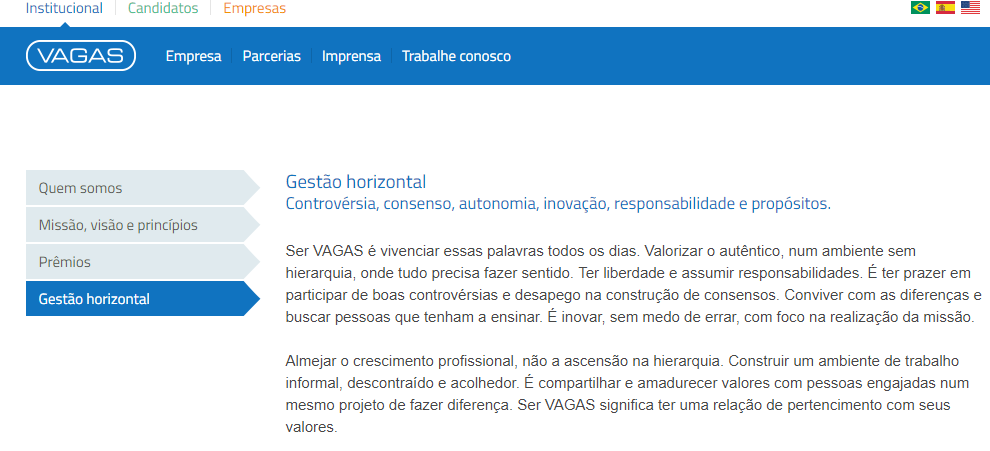 Institucional Candidatos Empresas
VAGAS Empresa Parcerias Imprensa Trabalhe conosco
Quem somos
Missão, visão e princípios
Prêmios
Gestão horizontal
Gestão horizontal
Controvérsia, consenso, autonomia, inovação, responsabilidade e propósitos.
Ser VAGAS é vivenciar essas palavras todos os dias. Valorizar o autêntico, num ambiente sem
hierarquia, onde tudo precisa fazer sentido. Ter liberdade e assumir responsabilidades. É ter prazer em
participar de boas controvérsias e desapego na construção de consensos. Conviver com as diferenças e
buscar pessoas que tenham a ensinar. É inovar, sem medo de errar, com foco na realização da missão.
Almejar o crescimento profissional, não a ascensão na hierarquia. Construir um ambiente de trabalho
informal, descontraído e acolhedor. É compartilhar e amadurecer valores com pessoas engajadas num
mesmo projeto de fazer diferença. Ser VAGAS significa ter uma relação de pertencimento com seus
valores.